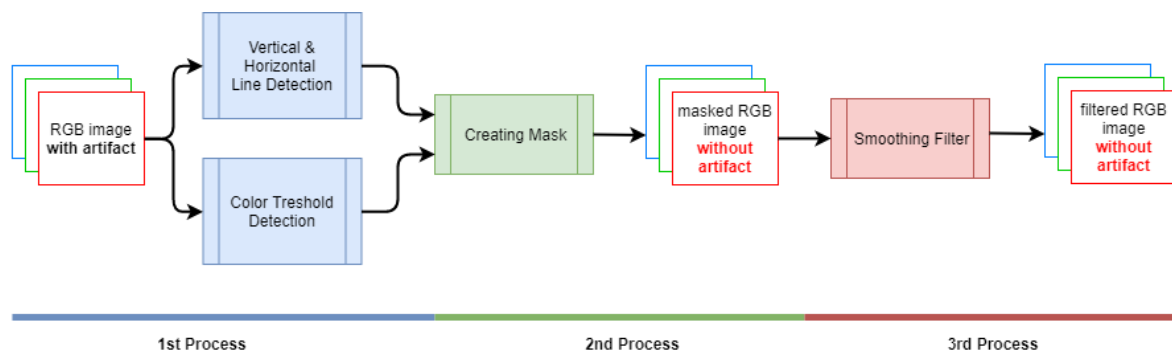 RGB image
with artifact
Vertical &
Horizontal
Line Detection
Color Treshold
Detection
Creating Mask
masked RGB
image
without
artifact
Smoothing Filter
filtered RGB
image
without
artifact
1st Process
2nd Process
3rd Process